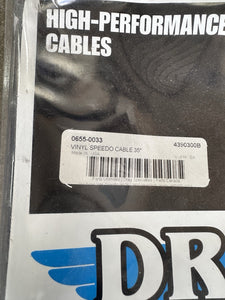 HIGH-PERFORMANCE
CABLES
0655-0033 4390300B
VINYL SPEEDO CABLE 35"
DR